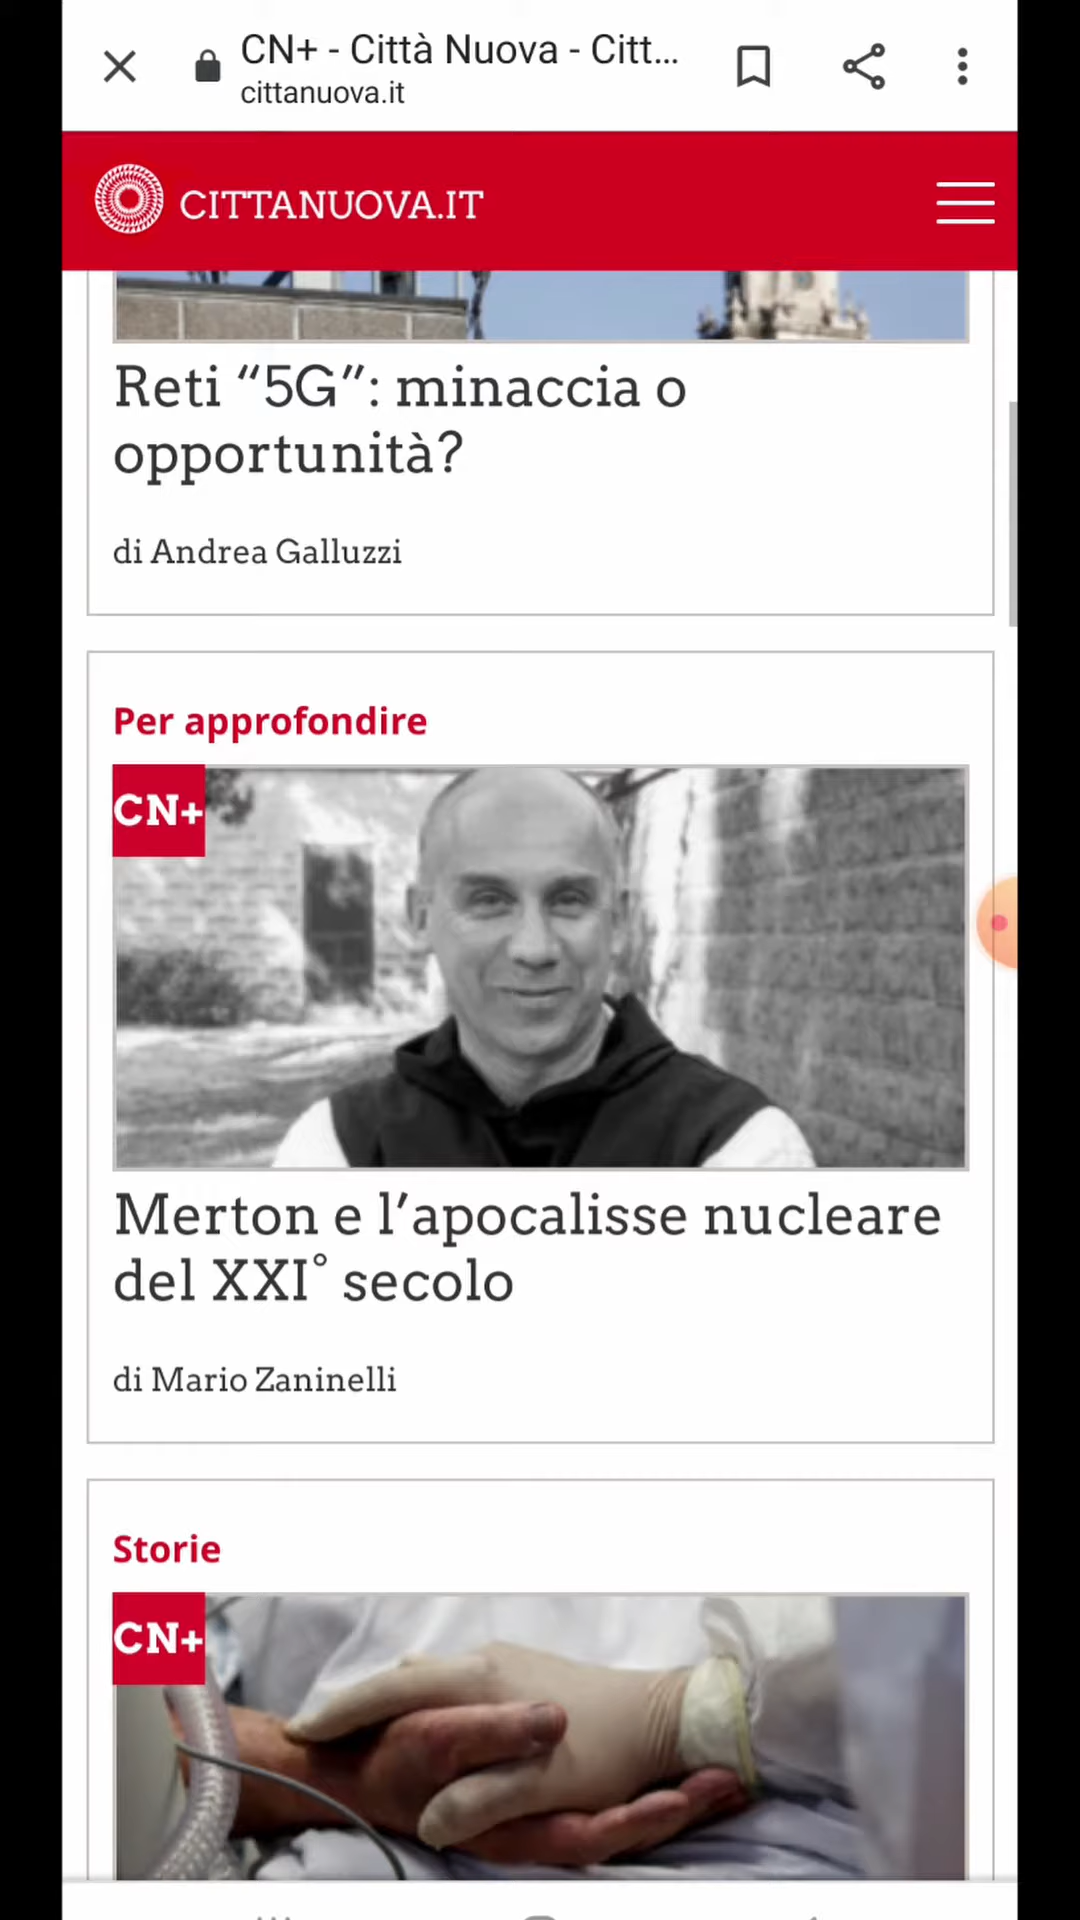 CN+ - Città Nuova - Citt...
cittanuova.it
CITTANUOVA.IT
Reti “5G”: minaccia o
opportunità?
di Andrea Galluzzi
Per approfondire
CN+
Merton e l’apocalisse nucleare
del XXI° secolo
di Mario Zaninelli
Storie
CN+